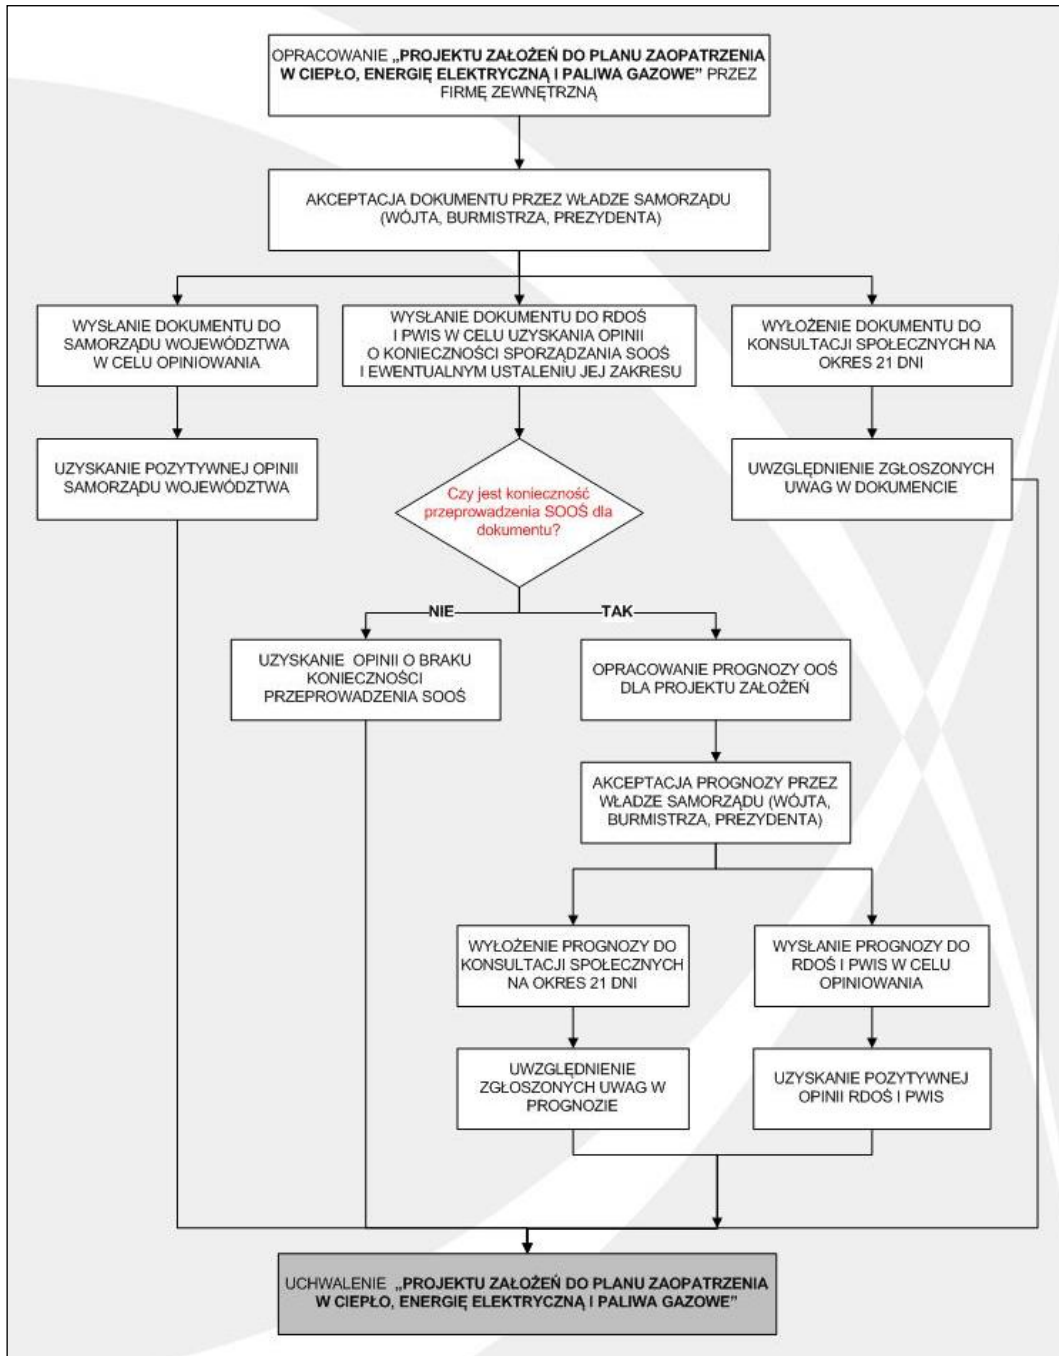 OPRACOWANIE „PROJEKTU ZAŁOŻEŃ DO PLANU ZAOPATRZENIA
W CIEPŁO, ENERGIĘ ELEKTRYCZNĄ I PALIWA GAZOWE” PRZEZ
FIRMĘ ZEWNĘTRZNĄ
AKCEPTACJA DOKUMENTU PRZEZ WŁADZE SAMORZĄDU
(WÓJTA, BURMISTRZA, PREZYDENTA)
WYSŁANIE DOKUMENTU DO
SAMORZĄDU WOJEWÓDZTWA
W CELU OPINIOWANIA
WYSŁANIE DOKUMENTU DO RDOŚ
I PWIS W CELU UZYSKANIA OPINII
O KONIECZNOŚCI SPORZĄDZANIA SOOŚ
I EWENTUALNYM USTALENIU JEJ ZAKRESU
WYŁOŻENIE DOKUMENTU DO
KONSULTACJI SPOŁECZNYCH NA
OKRES 21 DNI
UZYSKANIE POZYTYWNEJ OPINII
SAMORZĄDU WOJEWÓDZTWA
Czy jest konieczność
przeprowadzenia SOOŚ dla
dokumentu?
UWZGLĘDNIENIE ZGŁOSZONYCH
UWAG W DOKUMENCIE
NIE
TAK
UZYSKANIE OPINII O BRAKU
KONIECZNOŚCI
PRZEPROWADZENIA SOOŚ
OPRACOWANIE PROGNOZY OOŚ
DLA PROJEKTU ZAŁOŻEŃ
AKCEPTACJA PROGNOZY PRZEZ
WŁADZE SAMORZĄDU (WÓJTA,
BURMISTRZA, PREZYDENTA)
WYŁOŻENIE PROGNOZY DO
KONSULTACJI SPOŁECZNYCH
NA OKRES 21 DNI
WYSŁANIE PROGNOZY DO
RDOŚ I PWIS W CELU
OPINIOWANIA
UWZGLĘDNIENIE
ZGŁOSZONYCH UWAG W
PROGNOZIE
UZYSKANIE POZYTYWNEJ
OPINII RDOŚ I PWIS
UCHWALENIE „PROJEKTU ZAŁOŻEŃ DO PLANU ZAOPATRZENIA
W CIEPŁO, ENERGIĘ ELEKTRYCZNĄ I PALIWA GAZOWE”